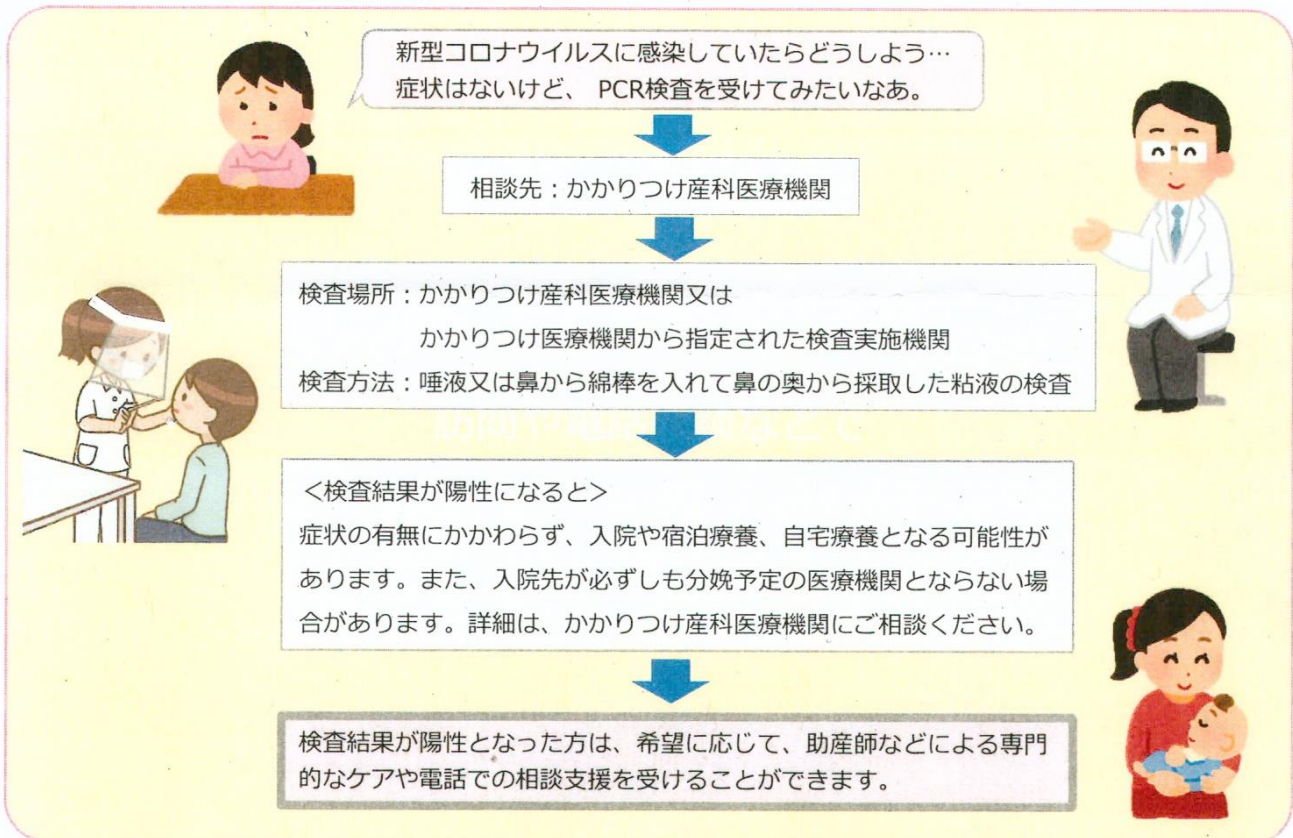 新型コロナウイルスに感染していたらどうしよう…
症状はないけど、 PCR検査を受けてみたいなあ。
相談先：かかりつけ産科医療機関
検査場所：かかりつけ産科医療機関又は
かかりつけ医療機関から指定された検査実施機関
検査方法：唾液又は鼻から綿棒を入れて鼻の奥から採取した粘液の検査
＜検査結果が陽性になると＞
症状の有無にかかわらず、入院や宿泊療養、自宅療養となる可能性が
あります。また、入院先が必ずしも分娩予定の医療機関とならない場
合があります。詳細は、かかりつけ産科医療機関にご相談ください。
検査結果が陽性となった方は、希望に応じて、助産師などによる専門
的なケアや電話での相談支援を受けることができます。